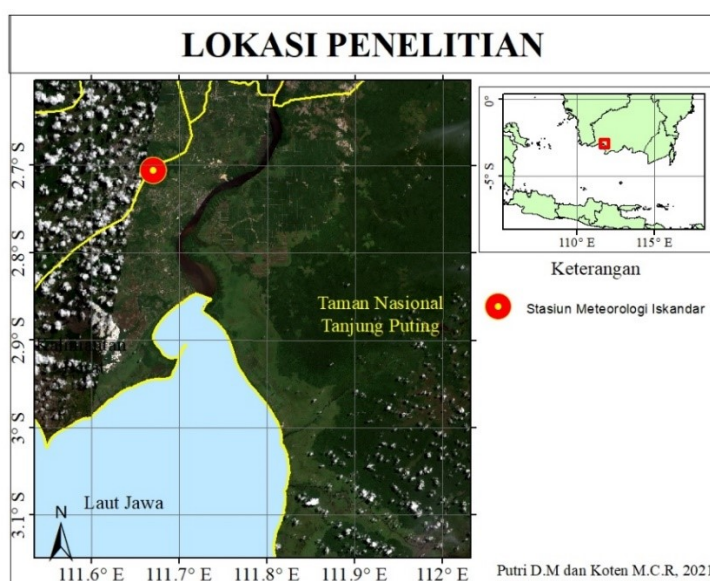 LOKASI PENELITIAN
2.7° S
2.8° S
2.9° S
3° S
3.1° S
111.6° E
111.7° E
111.8° E
111.9° E
112° E
Taman Nasional
Tanjung Puting
Laut Jawa
N
0°
-5°S
110°E
115°E
Keterangan
Stasiun Meteorologi Iskandar
Putri D.M dan Koten M.C.R, 2021